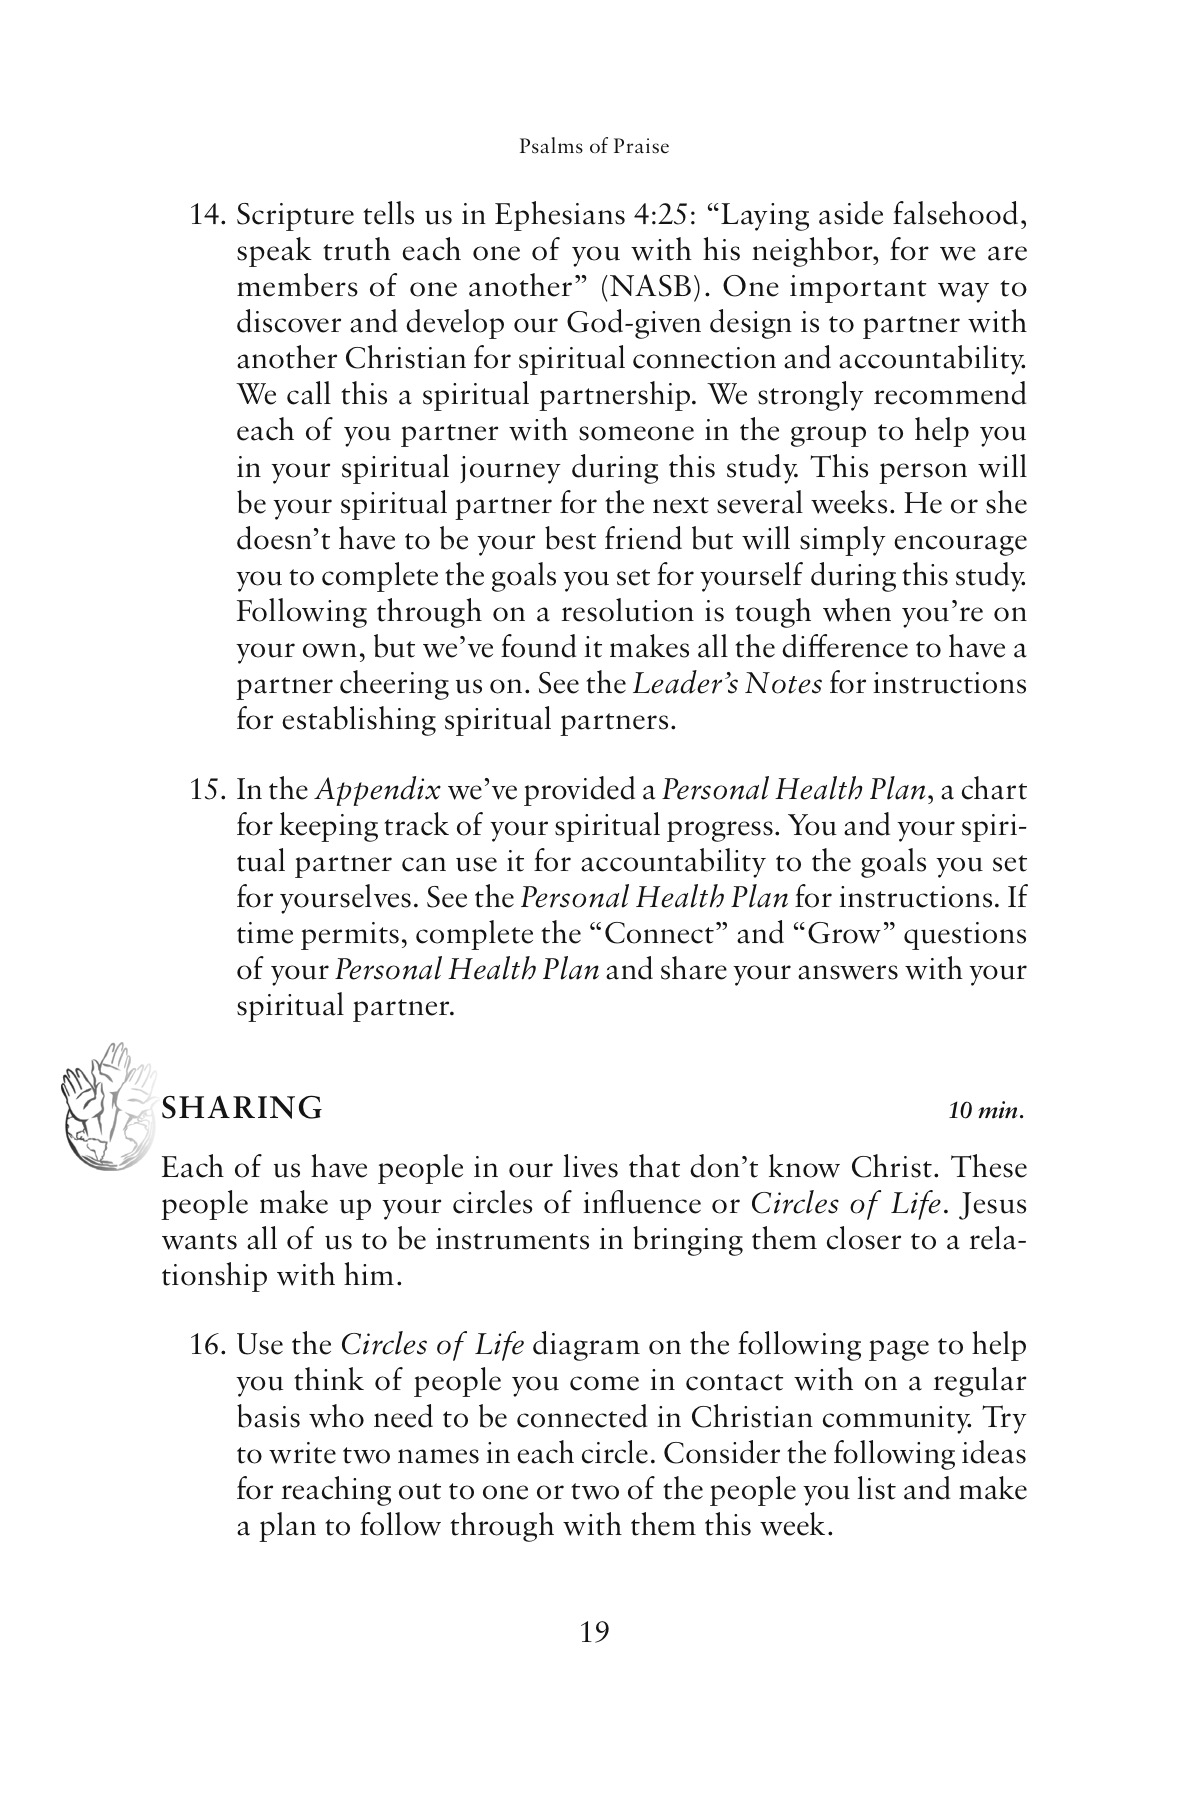 Psalms of Praise
14. Scripture tells us in Ephesians 4:25: “Laying aside falsehood,
speak truth each one of you with his neighbor, for we are
members of one another” (NASB). One important way to
discover and develop our God-given design is to partner with
another Christian for spiritual connection and accountability.
We call this a spiritual partnership. We strongly recommend
each of you partner with someone in the group to help you
in your spiritual journey during this study. This person will
be your spiritual partner for the next several weeks. He or she
doesn’t have to be your best friend but will simply encourage
you to complete the goals you set for yourself during this study.
Following through on a resolution is tough when you’re on
your own, but we’ve found it makes all the difference to have a
partner cheering us on. See the Leader’s Notes for instructions
for establishing spiritual partners.
15. In the Appendix we’ve provided a Personal Health Plan, a chart
for keeping track of your spiritual progress. You and your spiri-
tual partner can use it for accountability to the goals you set
for yourselves. See the Personal Health Plan for instructions. If
time permits, complete the “Connect” and “Grow” questions
of your Personal Health Plan and share your answers with your
spiritual partner.
SHARING 10 min.
Each of us have people in our lives that don’t know Christ. These
people make up your circles of influence or Circles of Life. Jesus
wants all of us to be instruments in bringing them closer to a rela-
tionship with him.
16. Use the Circles of Life diagram on the following page to help
you think of people you come in contact with on a regular
basis who need to be connected in Christian community. Try
to write two names in each circle. Consider the following ideas
for reaching out to one or two of the people you list and make
a plan to follow through with them this week.
19